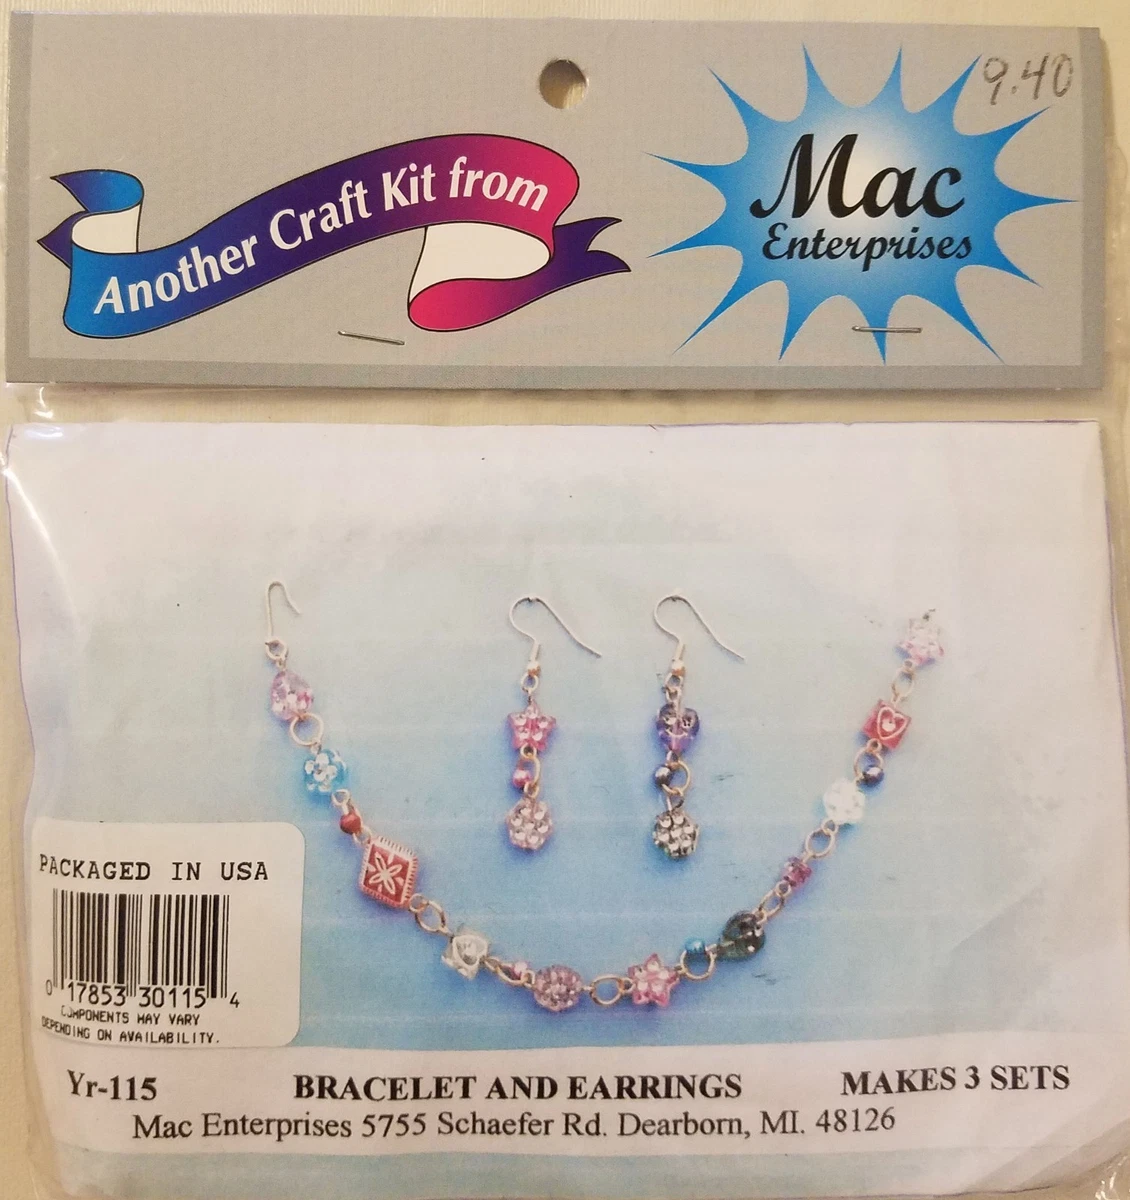 9.40
Another Craft Kit from
Mac
Enterprises
PACKAGED IN USA
0 17853 30115 4
COMPONENTS MAY VARY
DEPENDING ON AVAILABILITY.
Yr-115 BRACELET AND EARRINGS MAKES 3 SETS
Mac Enterprises 5755 Schaefer Rd. Dearborn, MI. 48126